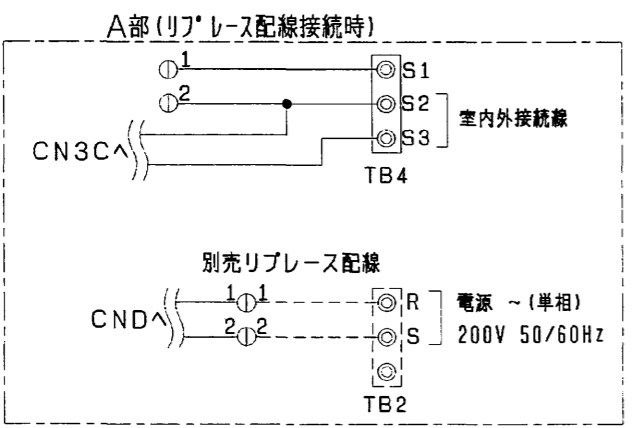 A部(リプレース配線接続時)
1
S1
2
S2
室内外接続線
S3
CN3Cへ
TB4
別売リプレース配線
1 1
R
電源 ~(単相)
CNDへ
2 2
S
200V 50/60Hz
TB2